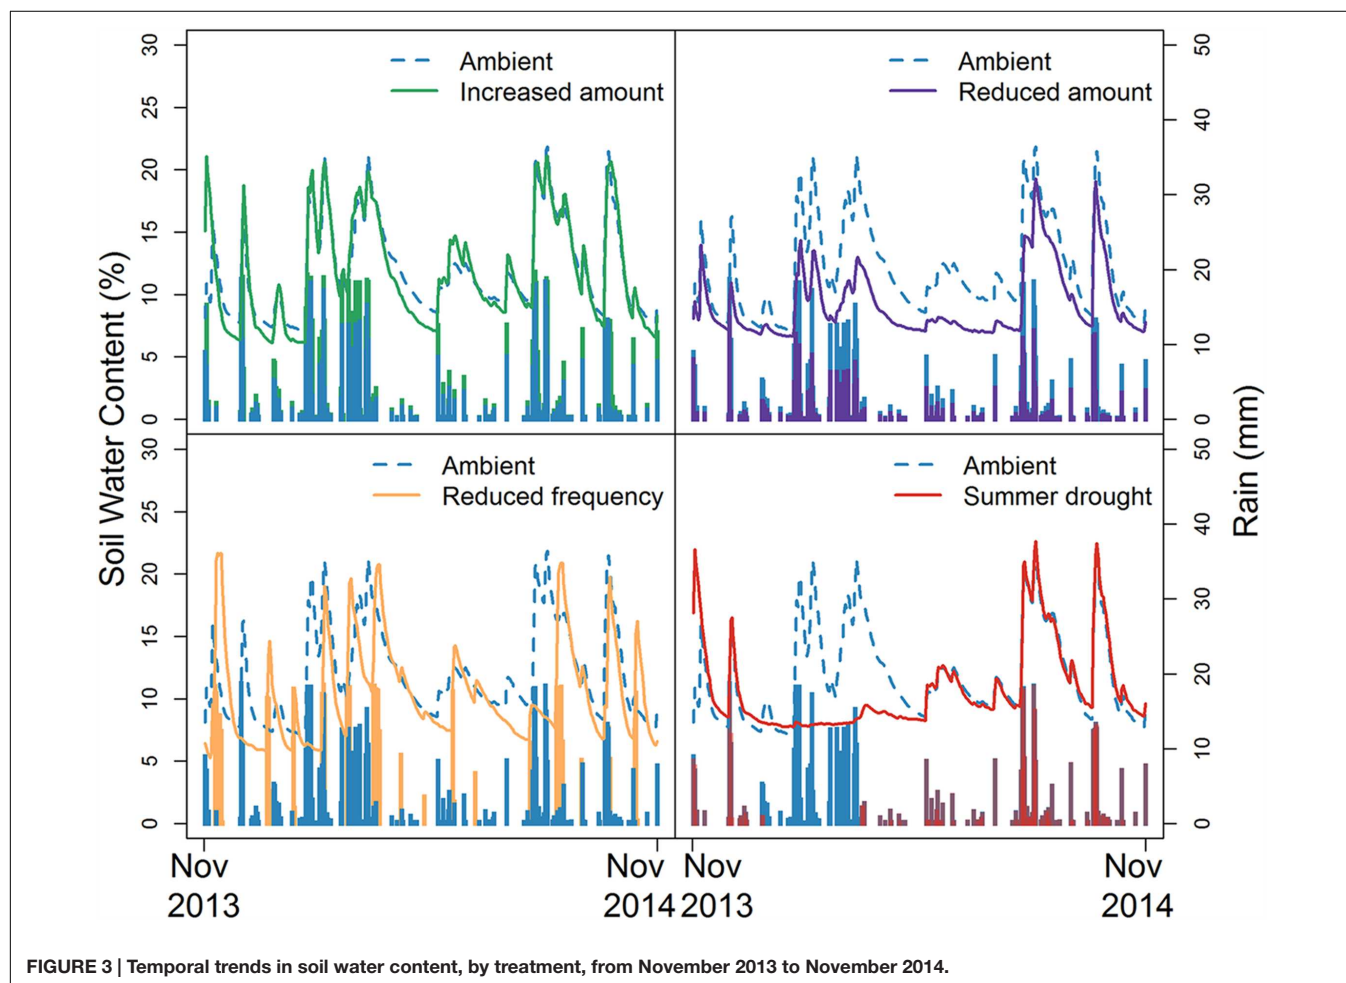 Soil Water Content (%)
Rain (mm)
30
25
20
15
10
5
0
Ambient
Increased amount
Ambient
Reduced amount
50
40
30
20
10
0
30
25
20
15
10
5
0
Ambient
Reduced frequency
Ambient
Summer drought
50
40
30
20
10
0
Nov
2013
Nov
2014
Nov
2013
Nov
2014
FIGURE 3 | Temporal trends in soil water content, by treatment, from November 2013 to November 2014.